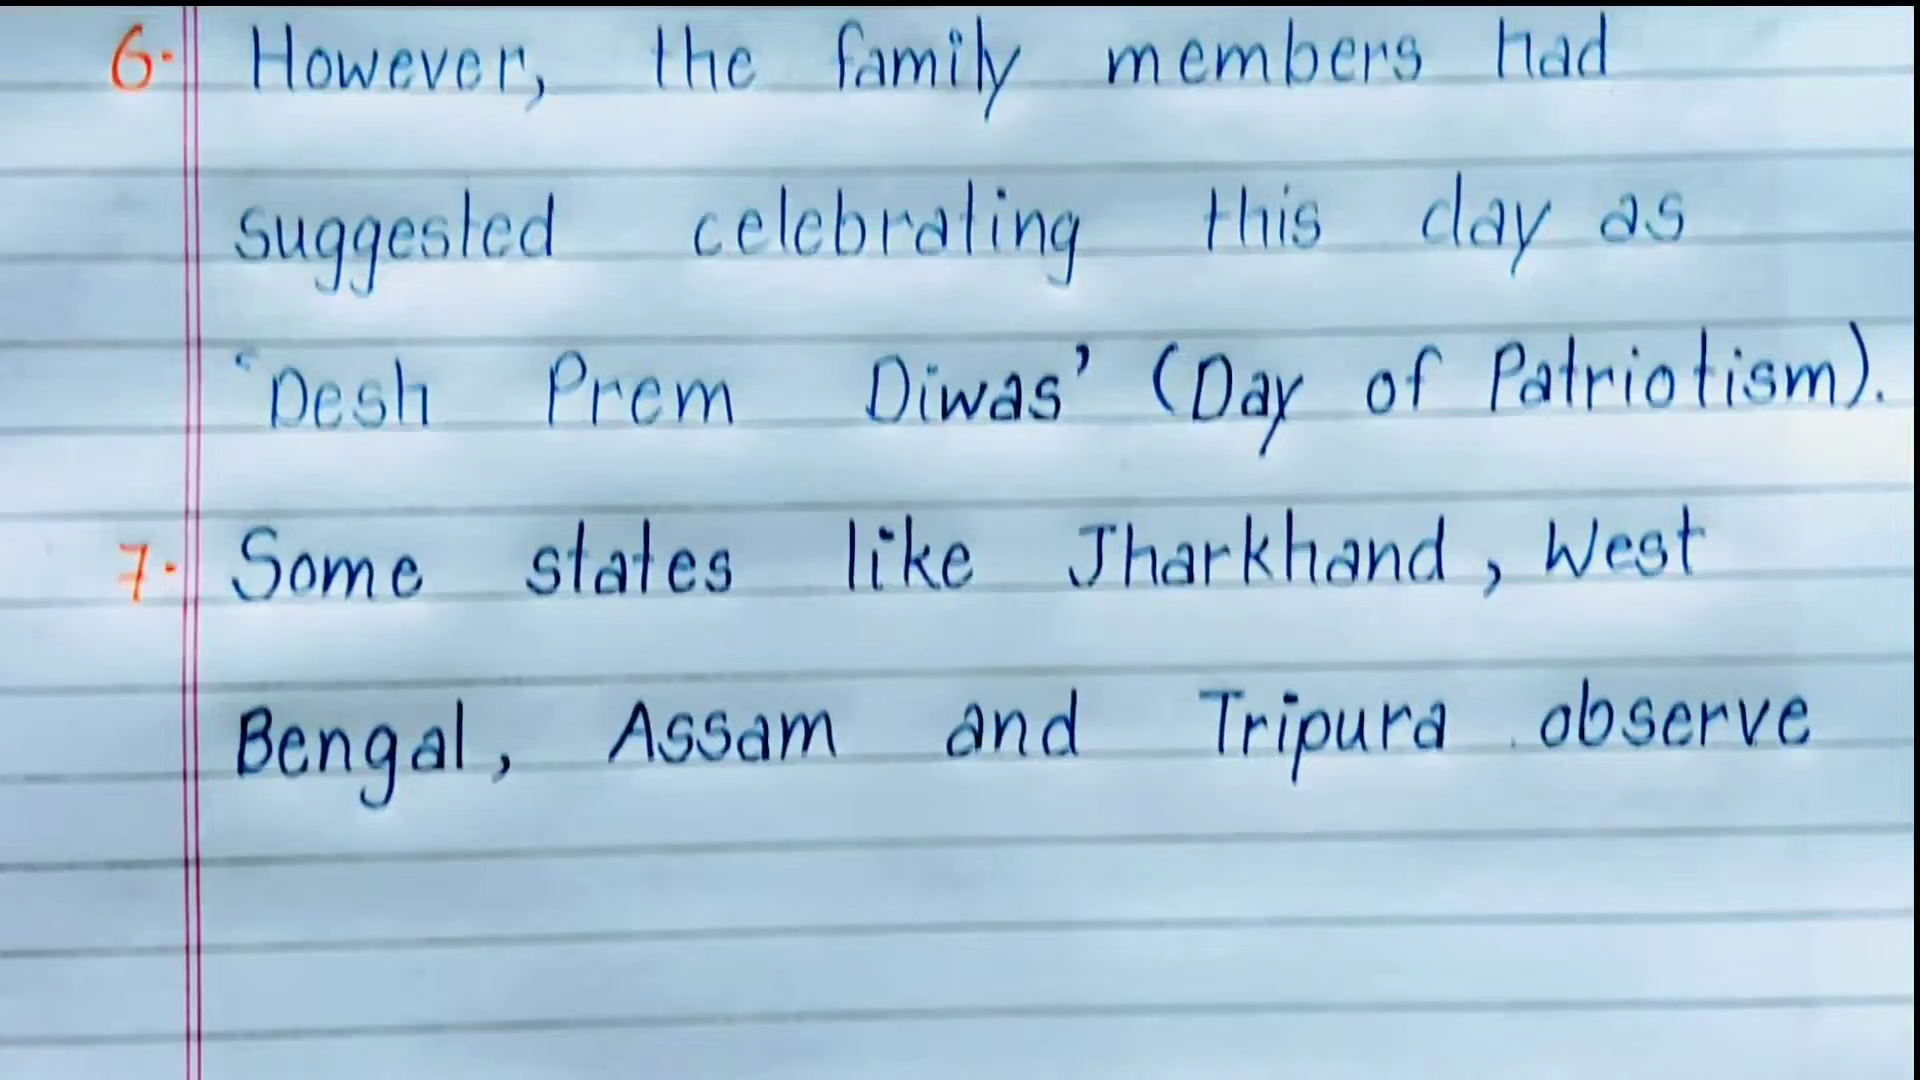 6. However, the family members had
suggested celebrating this day as
'Desh Prem Diwas' (Day of Patriotism).
7. Some states like Jharkhand, West
Bengal, Assam and Tripura observe